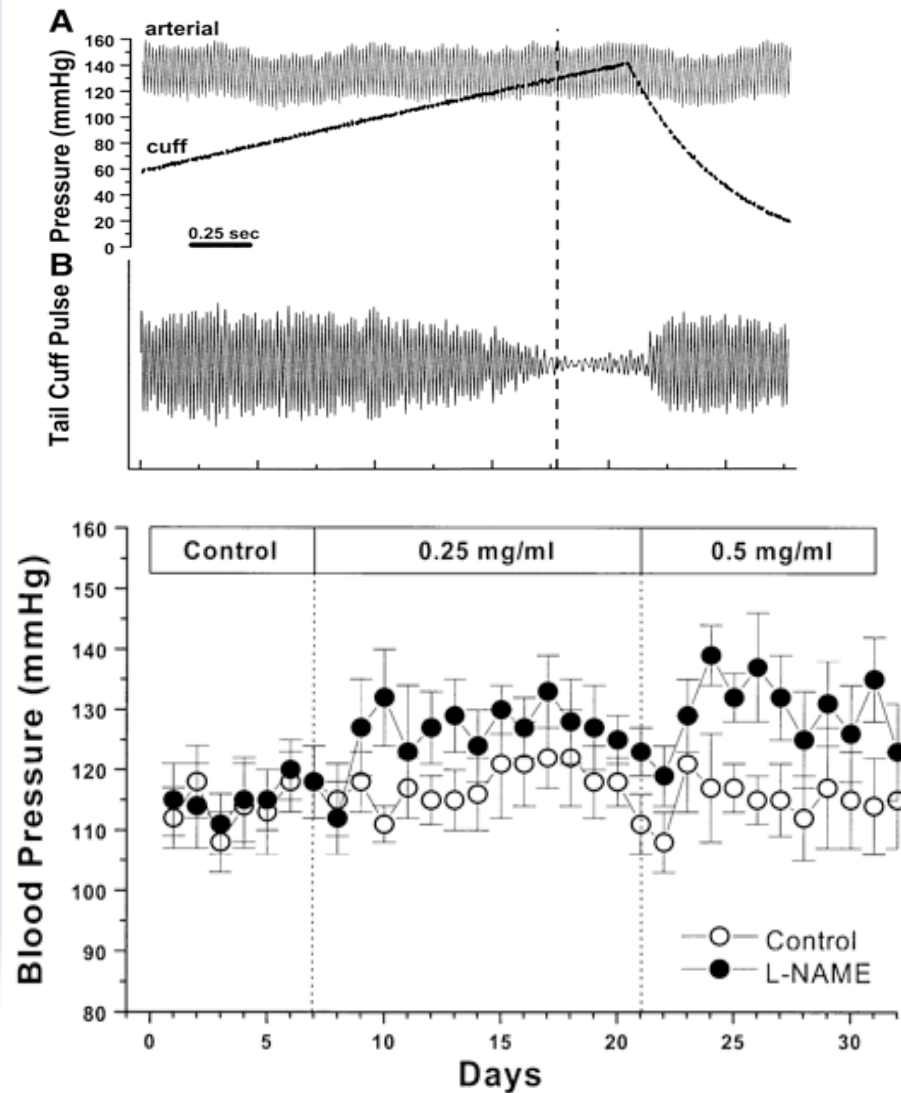 A
arterial
160
140
120
100
80
60
40
20
0
Pressure (mmHg)
cuff
0.25 sec
B
Tail Cuff Pulse
160
150
140
130
120
110
100
90
80
Blood Pressure (mmHg)
Control 0.25 mg/ml 0.5 mg/ml
Control
L-NAME
0 5 10 15 20 25 30
Days